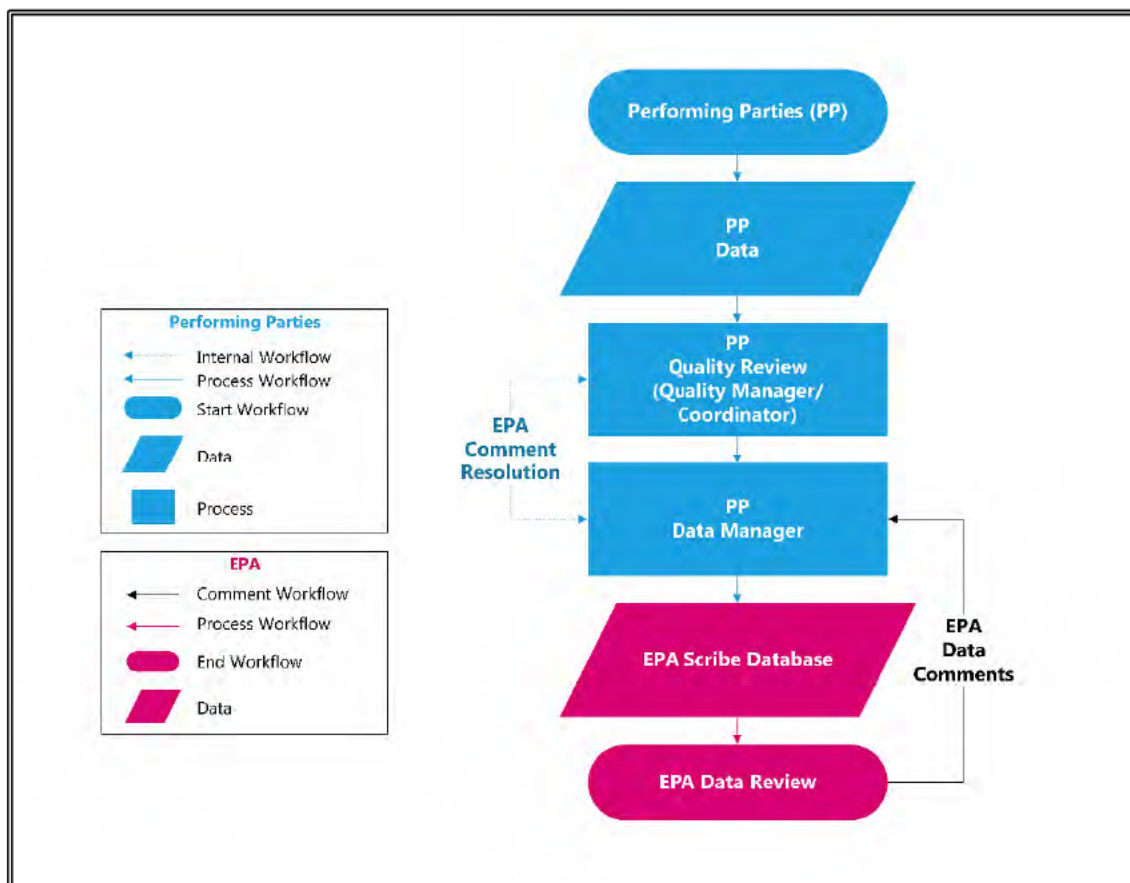 Performing Parties (PP)
PP
Data
PP
Quality Review
(Quality Manager/
Coordinator)
EPA
Comment
Resolution
PP
Data Manager
EPA Scribe Database
EPA
Data
Comments
EPA Data Review
Performing Parties
Internal Workflow
Process Workflow
Start Workflow
Data
Process
EPA
Comment Workflow
Process Workflow
End Workflow
Data